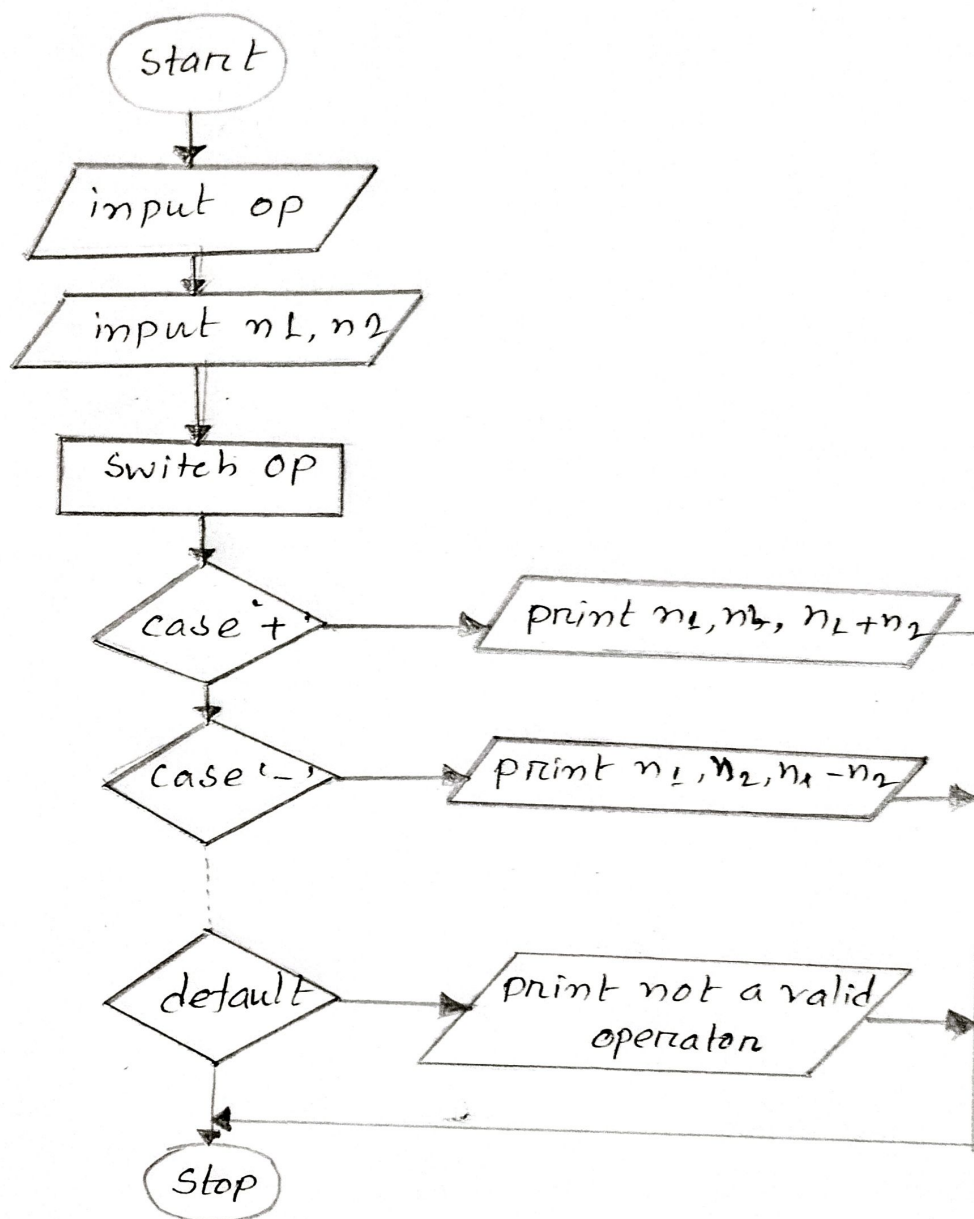 Start
input op
input n1, n2
switch op
case '+'
print n1, n2, n1+n2
case '-'
print n1, n2, n1-n2
default
print not a valid
operator
Stop